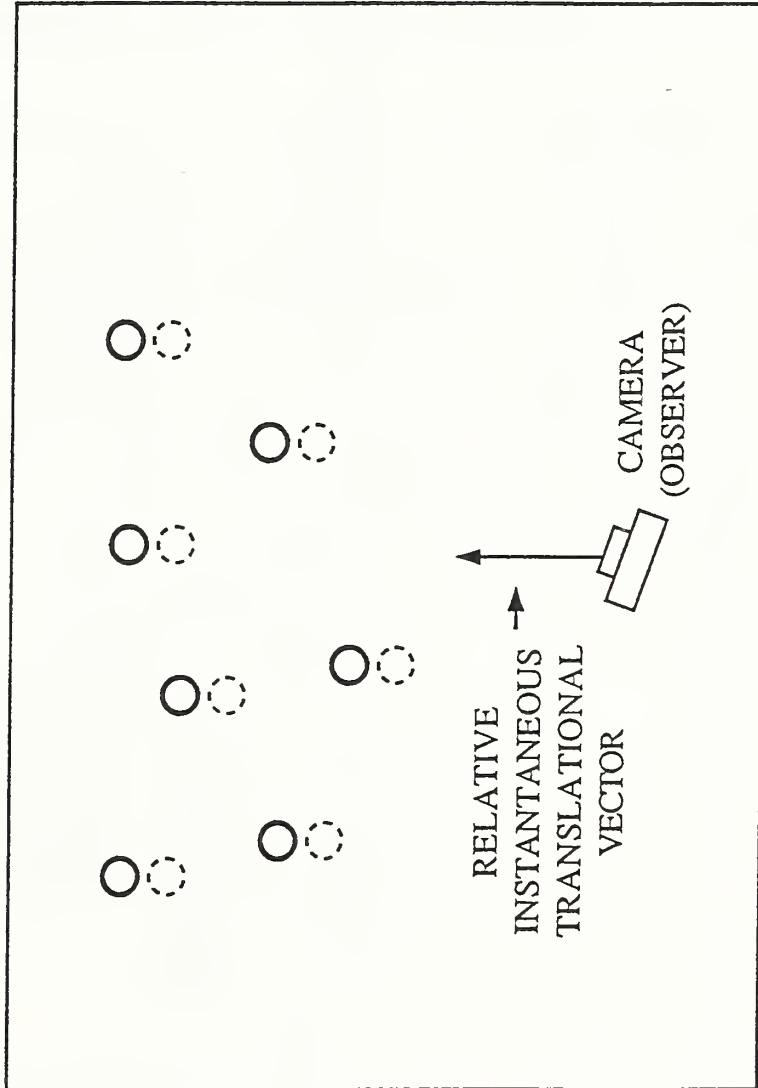 RELATIVE
INSTANTANEOUS
TRANSLATIONAL
VECTOR
CAMERA
(OBSERVER)